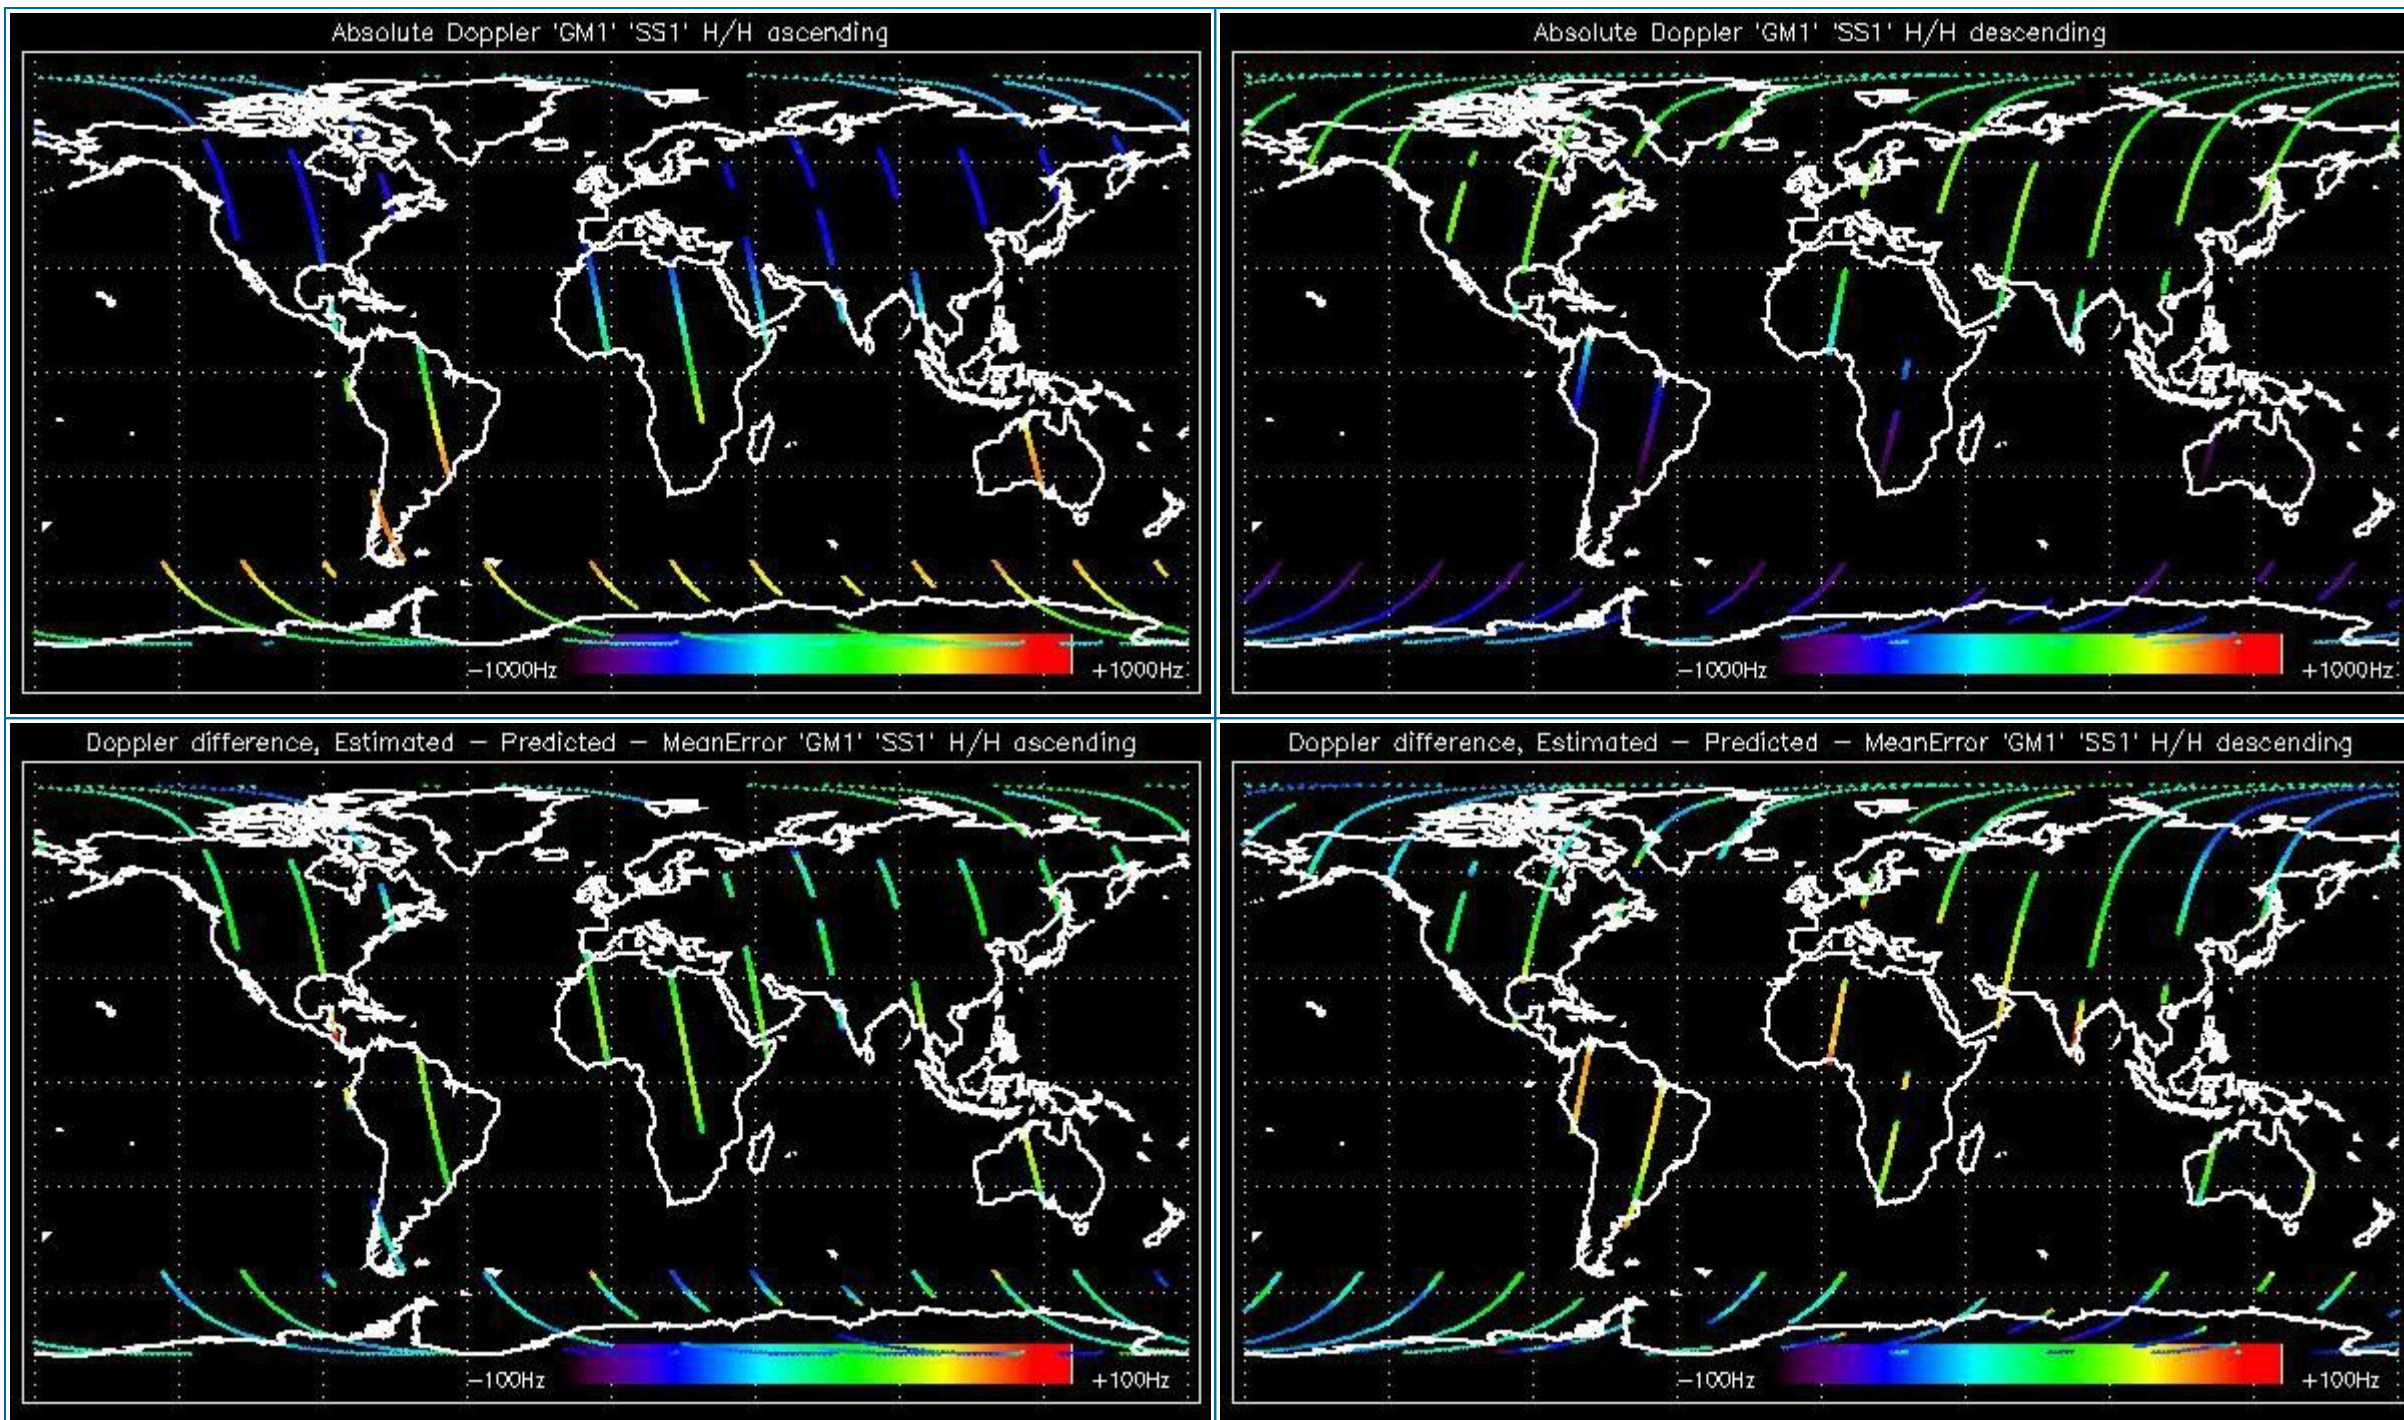 Absolute Doppler 'GM1' 'SS1' H/H ascending
−1000Hz
+1000Hz
Absolute Doppler 'GM1' 'SS1' H/H descending
−1000Hz
+1000Hz
Doppler difference, Estimated − Predicted − MeanError 'GM1' 'SS1' H/H ascending
−100Hz
+100Hz
Doppler difference, Estimated − Predicted − MeanError 'GM1' 'SS1' H/H descending
−100Hz
+100Hz